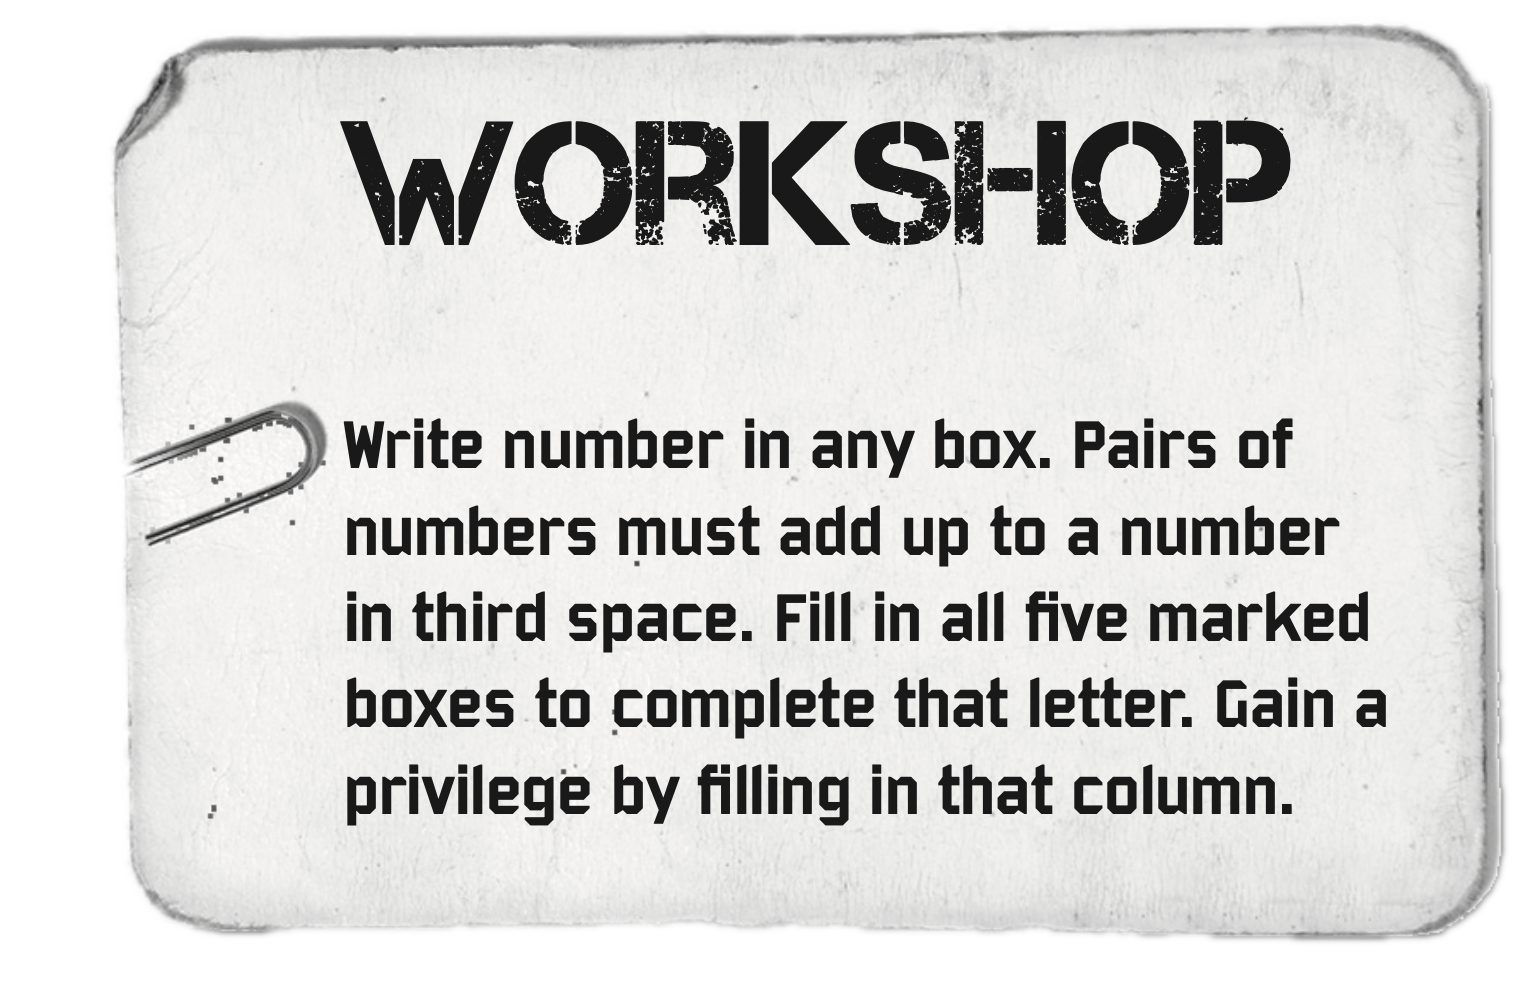 WORKSHOP
Write number in any box. Pairs of
numbers must add up to a number
in third space. Fill in all five marked
boxes to complete that letter. Gain a
privilege by filling in that column.